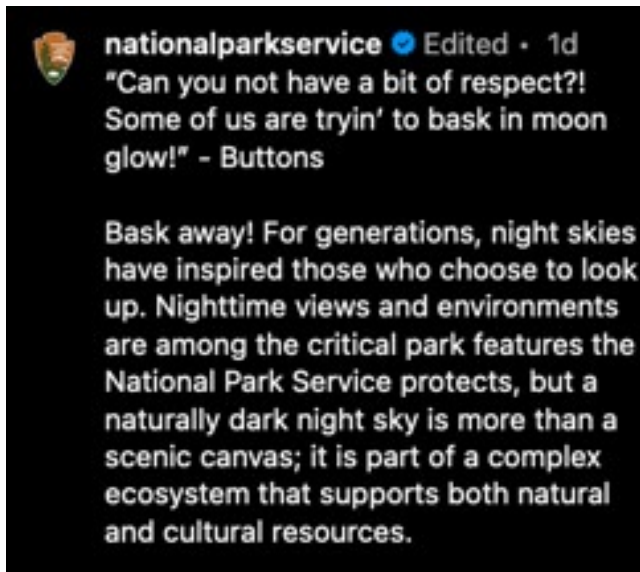 nationalparkservice Edited • 1d
"Can you not have a bit of respect?!
Some of us are tryin' to bask in moon
glow!" - Buttons
Bask away! For generations, night skies
have inspired those who choose to look
up. Nighttime views and environments
are among the critical park features the
National Park Service protects, but a
naturally dark night sky is more than a
scenic canvas; it is part of a complex
ecosystem that supports both natural
and cultural resources.